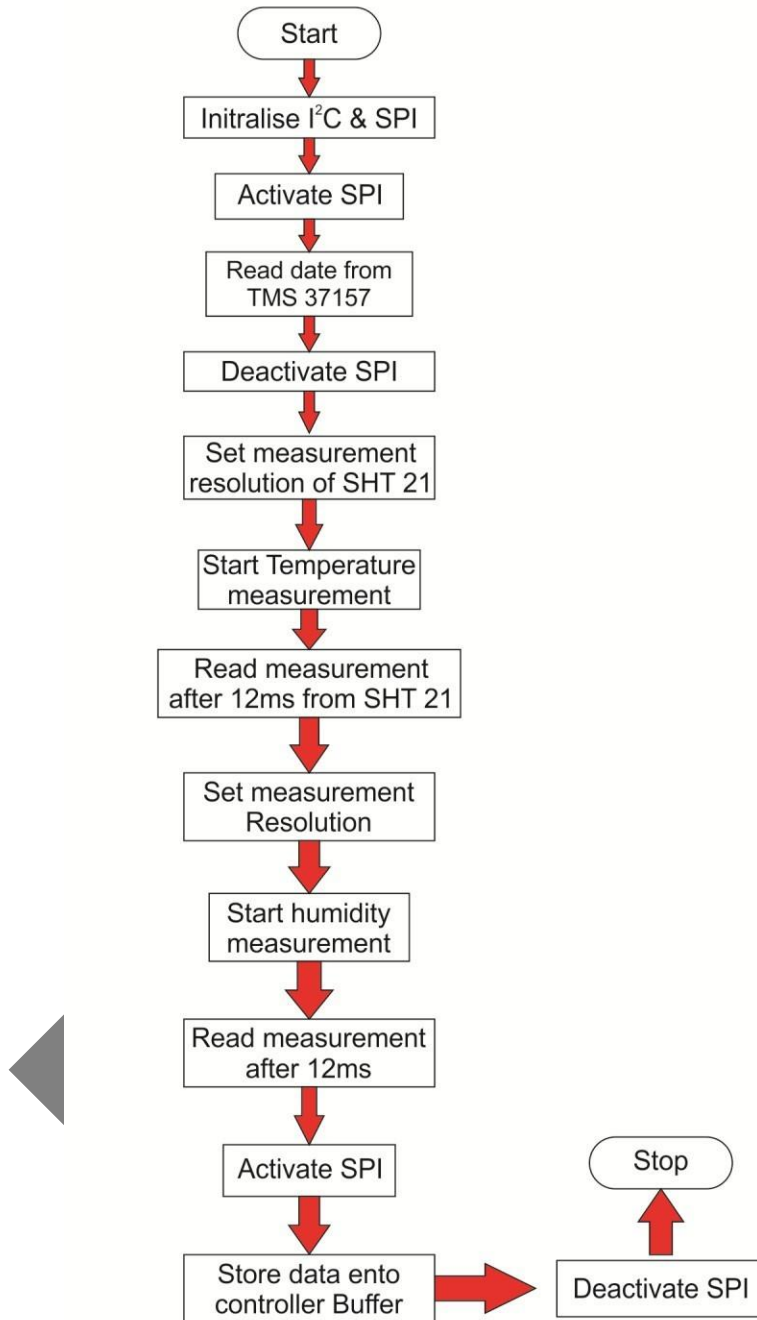 Start
Initralise I²C & SPI
Activate SPI
Read date from
TMS 37157
Deactivate SPI
Set measurement
resolution of SHT 21
Start Temperature
measurement
Read measurement
after 12ms from SHT 21
Set measurement
Resolution
Start humidity
measurement
Read measurement
after 12ms
Activate SPI
Store data ento
controller Buffer
Deactivate SPI
Stop